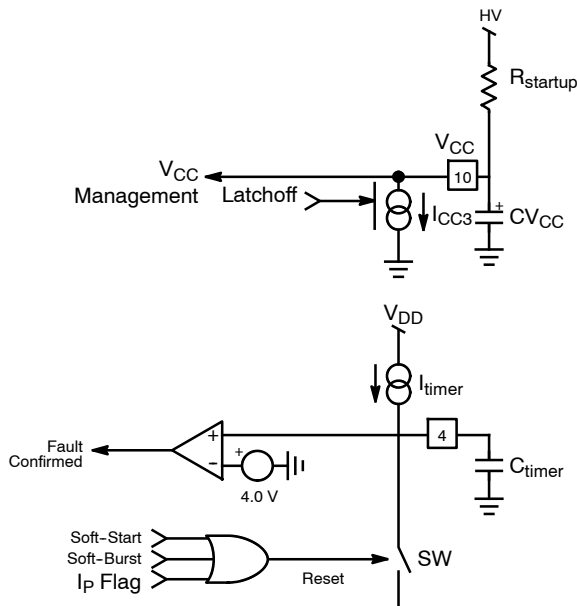 HV
R_startup
V_CC
10
V_CC
Management
Latchoff
I_CC3
+
CV_CC
V_DD
I_timer
4
C_timer
+
-
+
4.0 V
Fault
Confirmed
Soft-Start
Soft-Burst
I_P Flag
Reset
SW